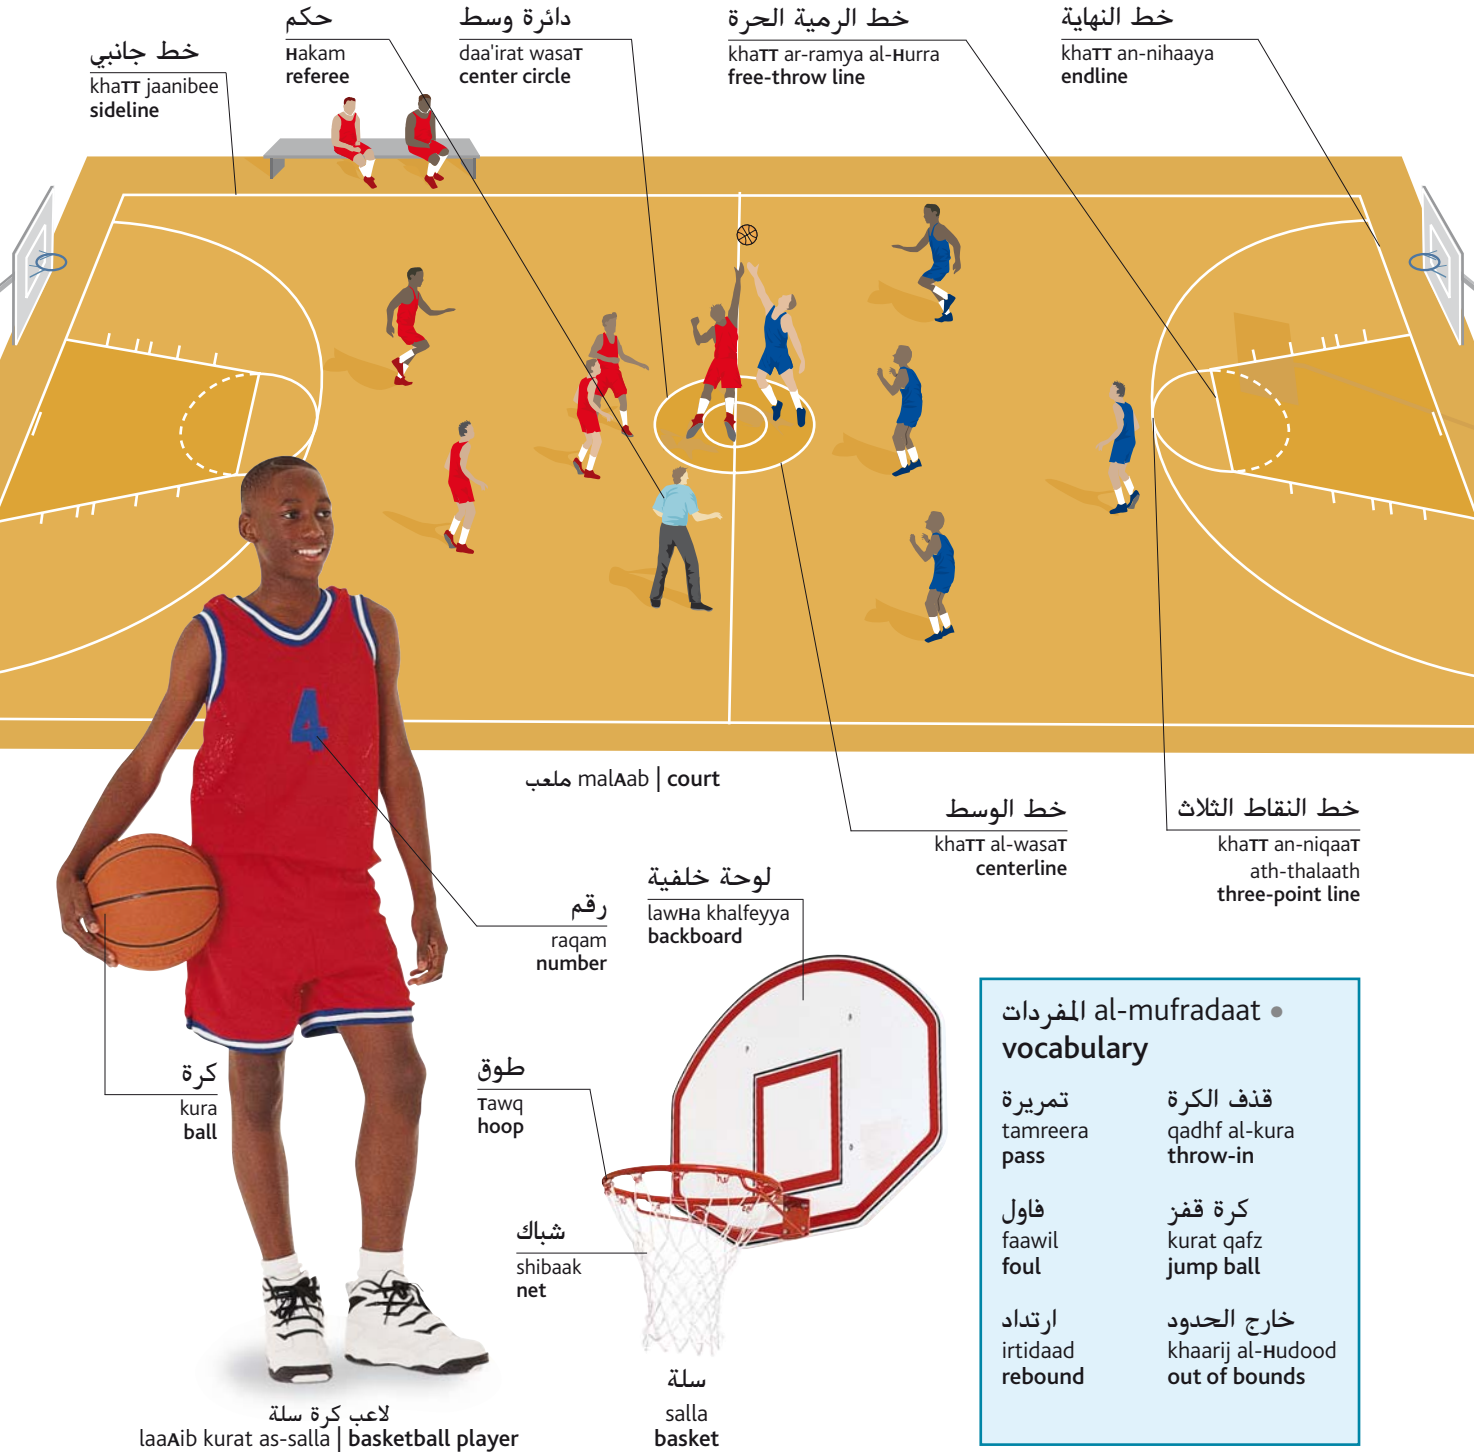 خط جانبي
khaTT jaanibee
sideline
حكم
Hakam
referee
دائرة وسط
daa'irat wasaT
center circle
خط الرمية الحرة
khaTT ar-ramya al-Hurra
free-throw line
خط النهاية
khaTT an-nihaaya
endline
4
ملعب malAab | court
خط الوسط
khaTT al-wasaT
centerline
خط النقاط الثلاث
khaTT an-niqaaT
ath-thalaath
three-point line
رقم
raqam
number
لوحة خلفية
lawHa khalfeyya
backboard
كرة
kura
ball
طوق
Tawq
hoop
شباك
shibaak
net
سلة
salla
basket
لاعب كرة سلة
laaAib kurat as-salla | basketball player
المفردات al-mufradaat •
vocabulary
تمريرة
tamreera
pass
فاول
faawil
foul
ارتداد
irtidaad
rebound
قذف الكرة
qadhf al-kura
throw-in
كرة قفز
kurat qafz
jump ball
خارج الحدود
khaarij al-Hudood
out of bounds